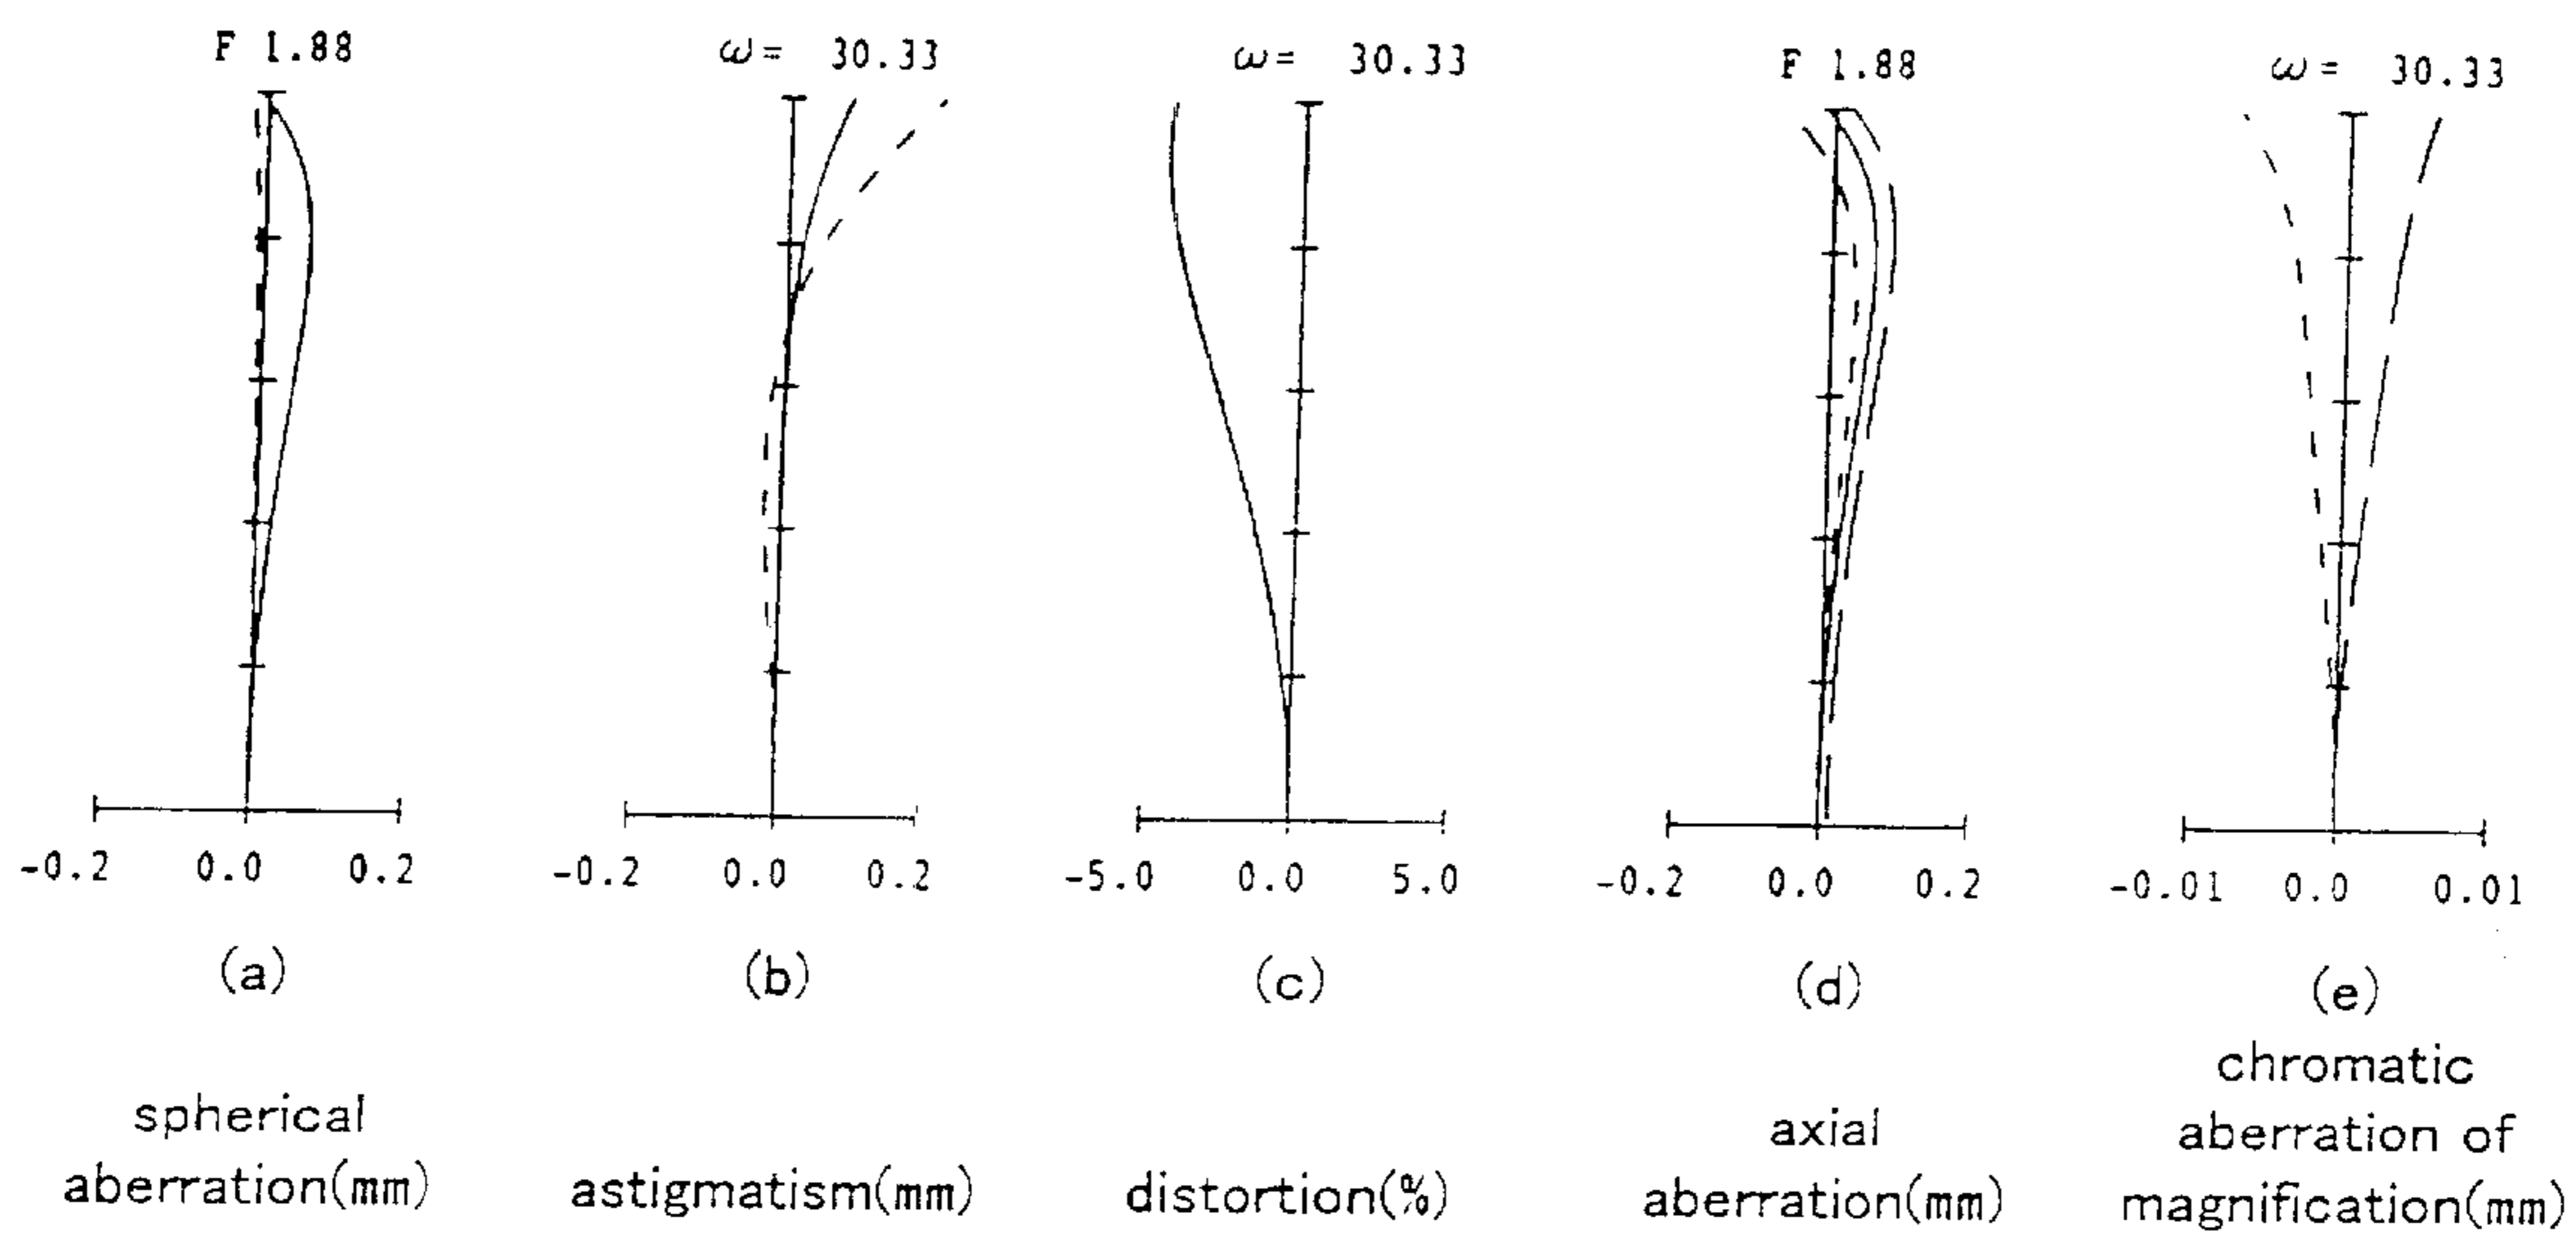 F 1.88
ω= 30.33
ω= 30.33
F 1.88
ω= 30.33
-0.2 0.0 0.2
-0.2 0.0 0.2
-5.0 0.0 5.0
-0.2 0.0 0.2
-0.01 0.0 0.01
(a)
(b)
(c)
(d)
(e)
spherical
aberration(mm)
astigmatism(mm)
distortion(%)
axial
aberration(mm)
chromatic
aberration of
magnification(mm)